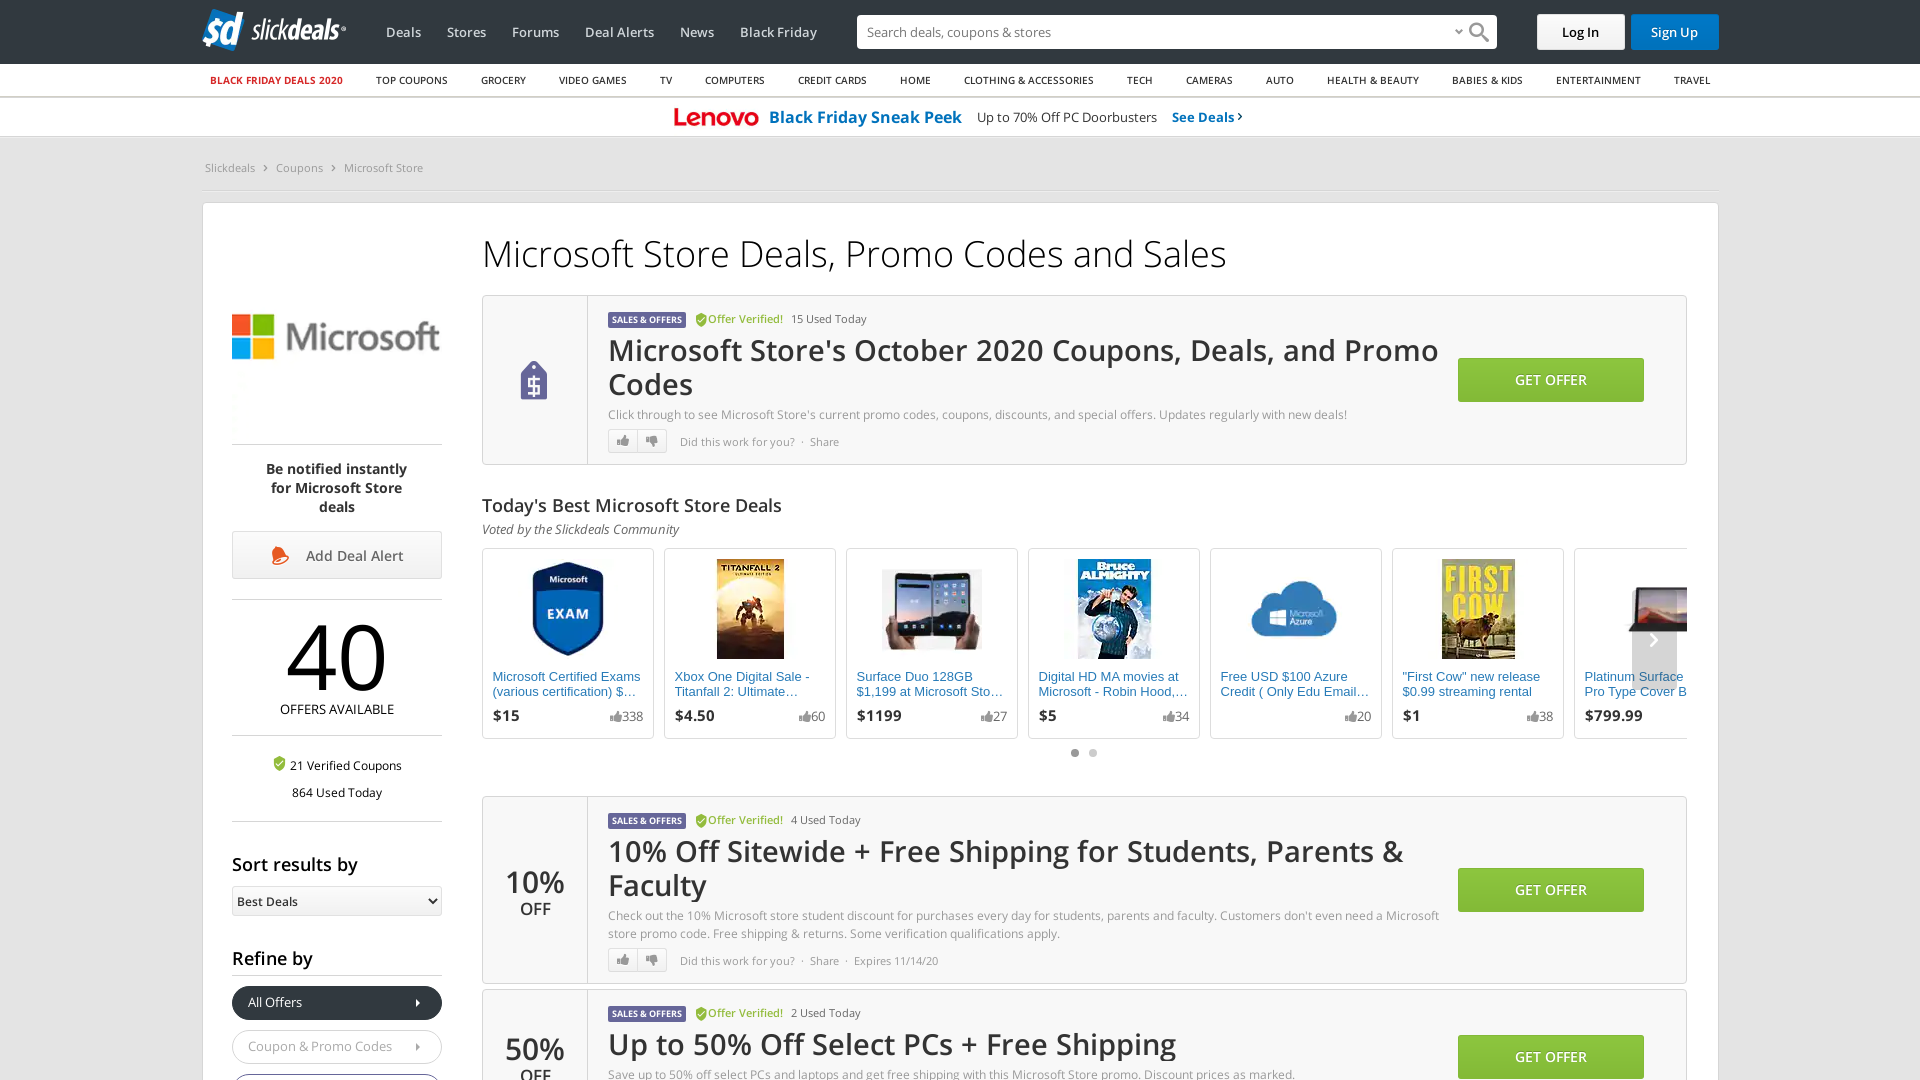 sd slickdeals
Deals
Stores
Forums
Deal Alerts
News
Black Friday
Search deals, coupons & stores
Log In
Sign Up
BLACK FRIDAY DEALS 2020
TOP COUPONS
GROCERY
VIDEO GAMES
TV
COMPUTERS
CREDIT CARDS
HOME
CLOTHING & ACCESSORIES
TECH
CAMERAS
AUTO
HEALTH & BEAUTY
BABIES & KIDS
ENTERTAINMENT
TRAVEL
Lenovo Black Friday Sneak Peek Up to 70% Off PC Doorbusters See Deals
Slickdeals > Coupons > Microsoft Store
Microsoft
Be notified instantly
for Microsoft Store
deals
Add Deal Alert
40
OFFERS AVAILABLE
21 Verified Coupons
864 Used Today
Sort results by
Best Deals
Refine by
All Offers
Coupon & Promo Codes
Microsoft Store Deals, Promo Codes and Sales
SALES & OFFERS Offer Verified! 15 Used Today
Microsoft Store's October 2020 Coupons, Deals, and Promo
Codes
Click through to see Microsoft Store's current promo codes, coupons, discounts, and special offers. Updates regularly with new deals!
Did this work for you? · Share
GET OFFER
Today's Best Microsoft Store Deals
Voted by the Slickdeals Community
Microsoft
EXAM
Microsoft Certified Exams
(various certification) $...
$15
338
TITANFALL 2
ULTIMATE EDITION
Xbox One Digital Sale -
Titanfall 2: Ultimate...
$4.50
60
Surface Duo 128GB
$1,199 at Microsoft Sto...
$1199
27
Bruce
ALMIGHTY
Digital HD MA movies at
Microsoft - Robin Hood,...
$5
34
Microsoft
Azure
Free USD $100 Azure
Credit ( Only Edu Email...
20
FIRST
COW
"First Cow" new release
$0.99 streaming rental
$1
38
Platinum Surface
Pro Type Cover B
$799.99
10%
OFF
SALES & OFFERS Offer Verified! 4 Used Today
10% Off Sitewide + Free Shipping for Students, Parents &
Faculty
Check out the 10% Microsoft store student discount for purchases every day for students, parents and faculty. Customers don't even need a Microsoft
store promo code. Free shipping & returns. Some verification qualifications apply.
Did this work for you? · Share · Expires 11/14/20
GET OFFER
50%
OFF
SALES & OFFERS Offer Verified! 2 Used Today
Up to 50% Off Select PCs + Free Shipping
Save up to 50% off select PCs and laptops and get free shipping with this Microsoft Store promo. Discount prices as marked.
GET OFFER